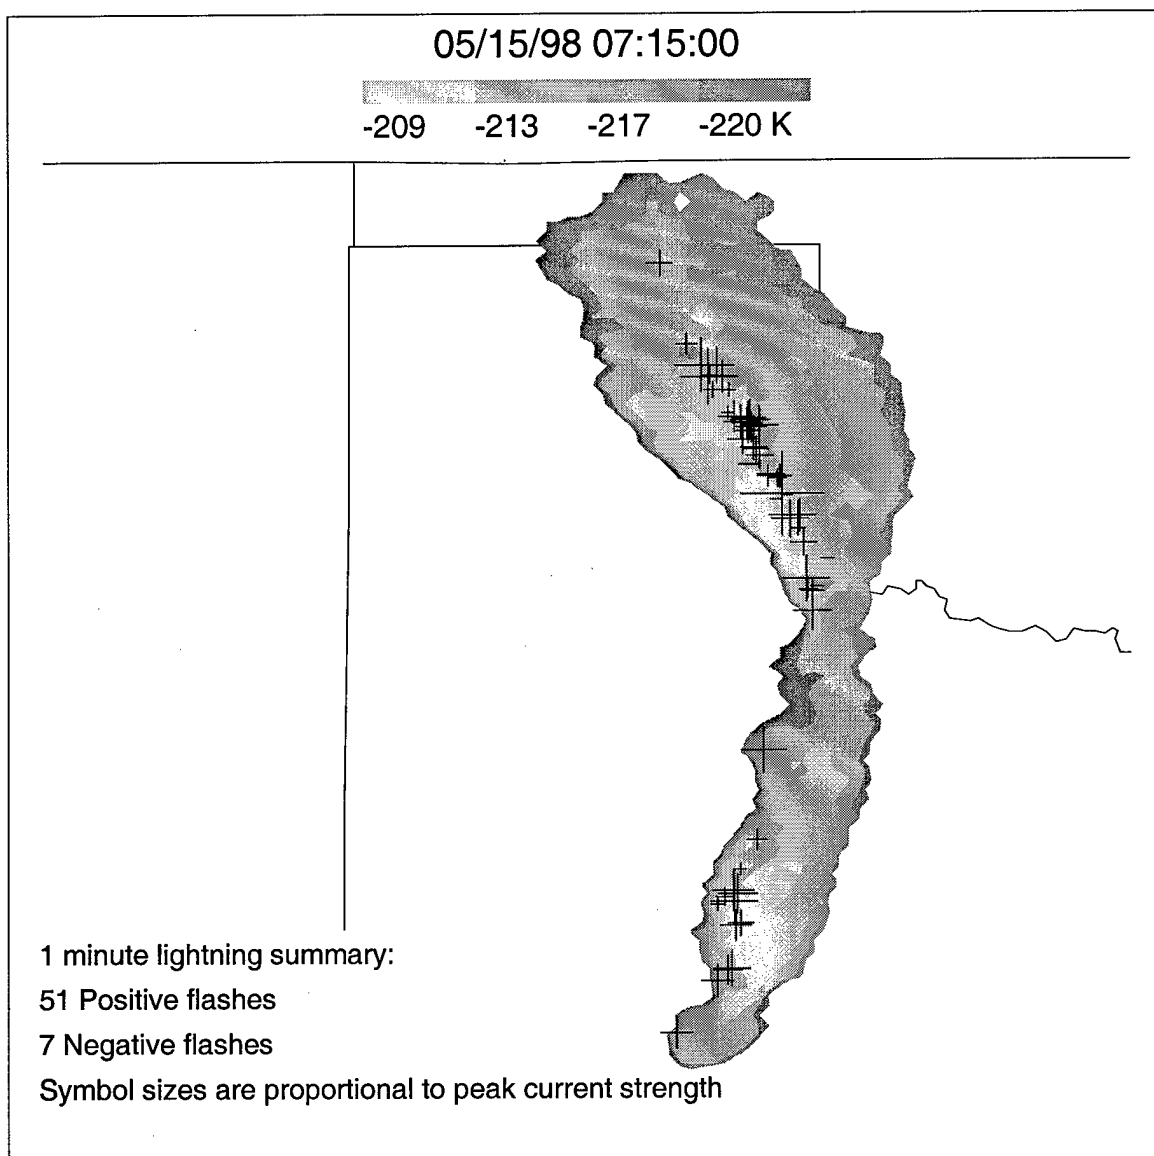 05/15/98 07:15:00
-209 -213 -217 -220 K
1 minute lightning summary:
51 Positive flashes
7 Negative flashes
Symbol sizes are proportional to peak current strength